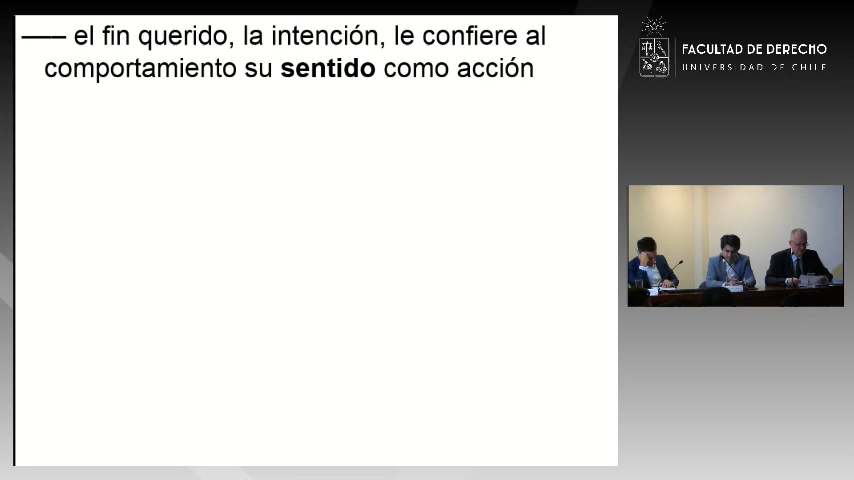 —– el fin querido, la intención, le confiere al
comportamiento su sentido como acción
FACULTAD DE DERECHO
UNIVERSIDAD DE CHILE